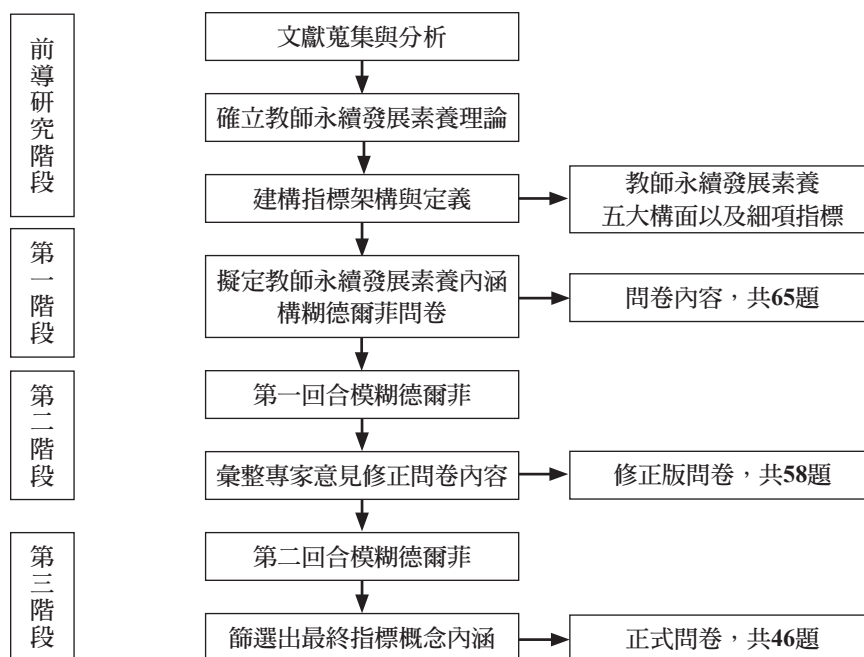 前導研究階段
文獻蒐集與分析
確立教師永續發展素養理論
建構指標架構與定義
教師永續發展素養
五大構面以及細項指標
第一階段
擬定教師永續發展素養內涵
構糊德爾菲問卷
問卷內容，共65題
第二階段
第一回合模糊德爾菲
彙整專家意見修正問卷內容
修正版問卷，共58題
第三階段
第二回合模糊德爾菲
篩選出最終指標概念內涵
正式問卷，共46題